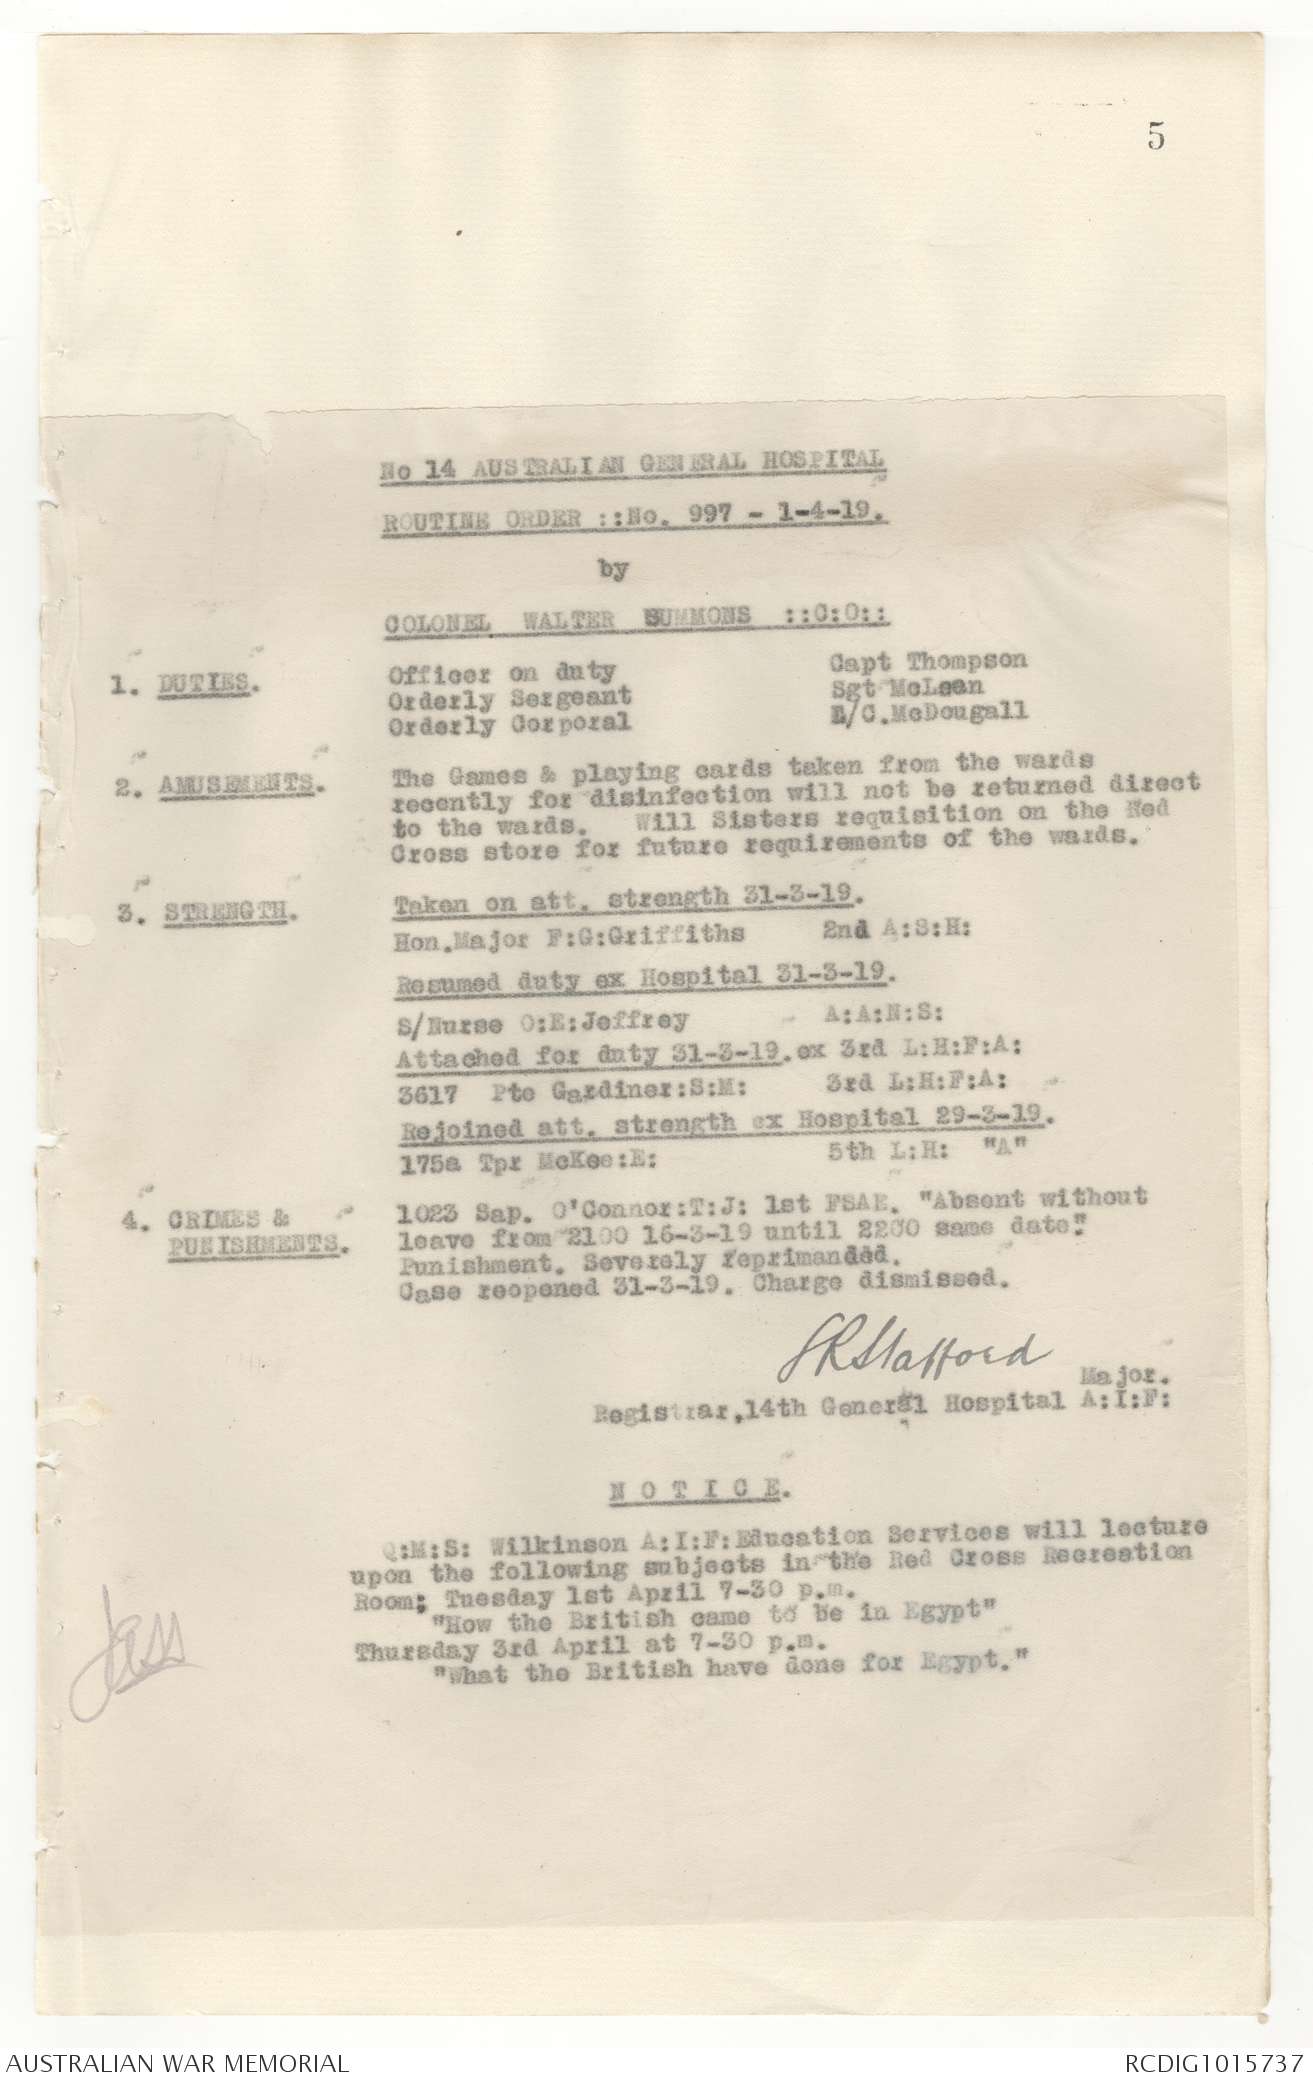 5
No 14 AUSTRALIAN GENERAL HOSPITAL
ROUTINE ORDER ::No. 997 - 1-4-19.
by
COLONEL WALTER SUMMONS ::C:O::
1. DUTIES. Officer on duty Capt Thompson
Orderly Sergeant Sgt McLean
Orderly Corporal L/C.McDougall
2. AMUSEMENTS. The Games & playing cards taken from the wards
recently for disinfection will not be returned direct
to the wards. Will Sisters requisition on the Red
Cross store for future requirements of the wards.
3. STRENGTH. Taken on att. strength 31-3-19.
Hon.Major F:G:Griffiths 2nd A:S:H:
Resumed duty ex Hospital 31-3-19.
S/Nurse O:E:Jeffrey A:A:N:S:
Attached for duty 31-3-19.ex 3rd L:H:F:A:
3617 Pte Gardiner:S:M: 3rd L:H:F:A:
Rejoined att. strength ex Hospital 29-3-19.
175a Tpr McKee:E: 5th L:H: "A"
4. CRIMES & 1023 Sap. O'Connor:T:J: 1st FSAE. "Absent without
PUNISHMENTS. leave from 2100 16-3-19 until 2200 same date"
Punishment. Severely reprimanded.
Case reopened 31-3-19. Charge dismissed.
SRStafford
Major.
Registrar,14th General Hospital A:I:F:
N O T I C E.
Q:M:S: Wilkinson A:I:F:Education Services will lecture
upon the following subjects in the Red Cross Recreation
Room; Tuesday 1st April 7-30 p.m.
"How the British came to be in Egypt"
Thursday 3rd April at 7-30 p.m.
"What the British have done for Egypt."
AUSTRALIAN WAR MEMORIAL RCDIG1015737